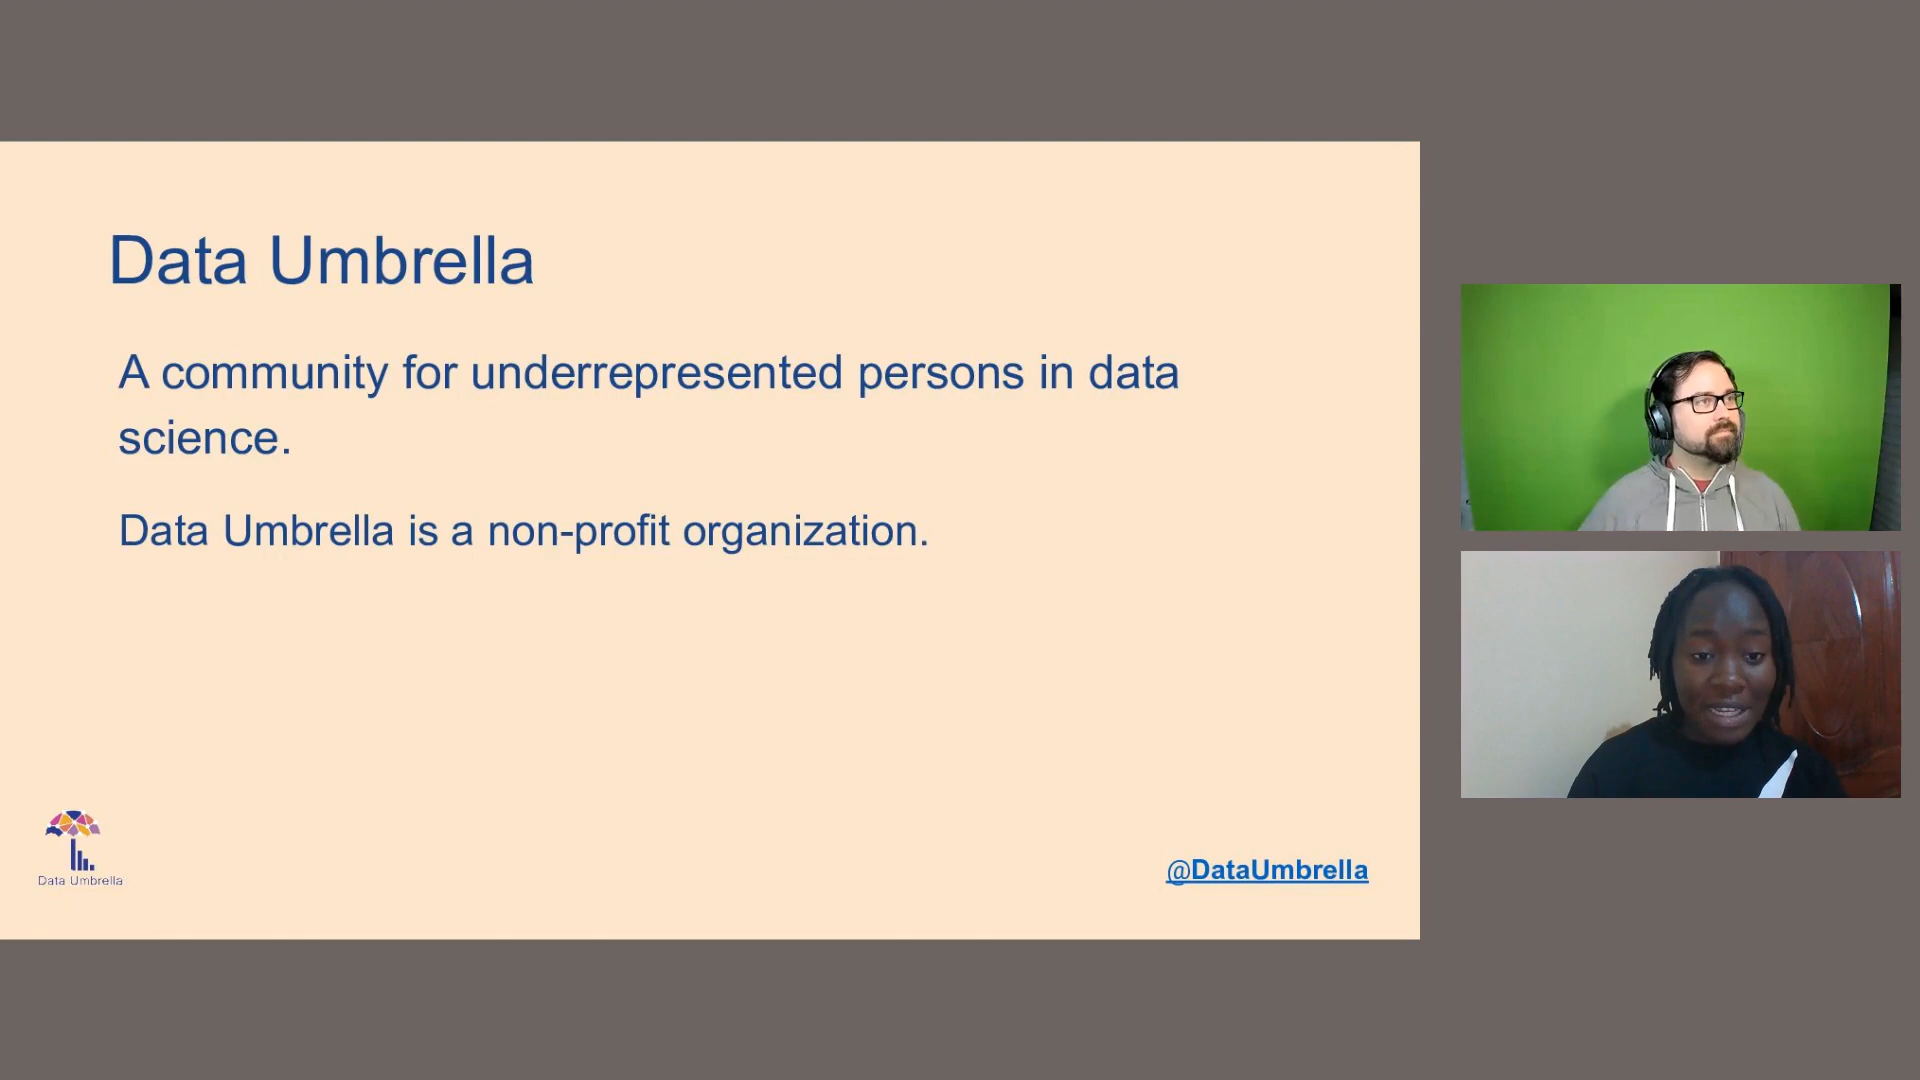 Data Umbrella
A community for underrepresented persons in data
science.
Data Umbrella is a non-profit organization.
Data Umbrella
@DataUmbrella